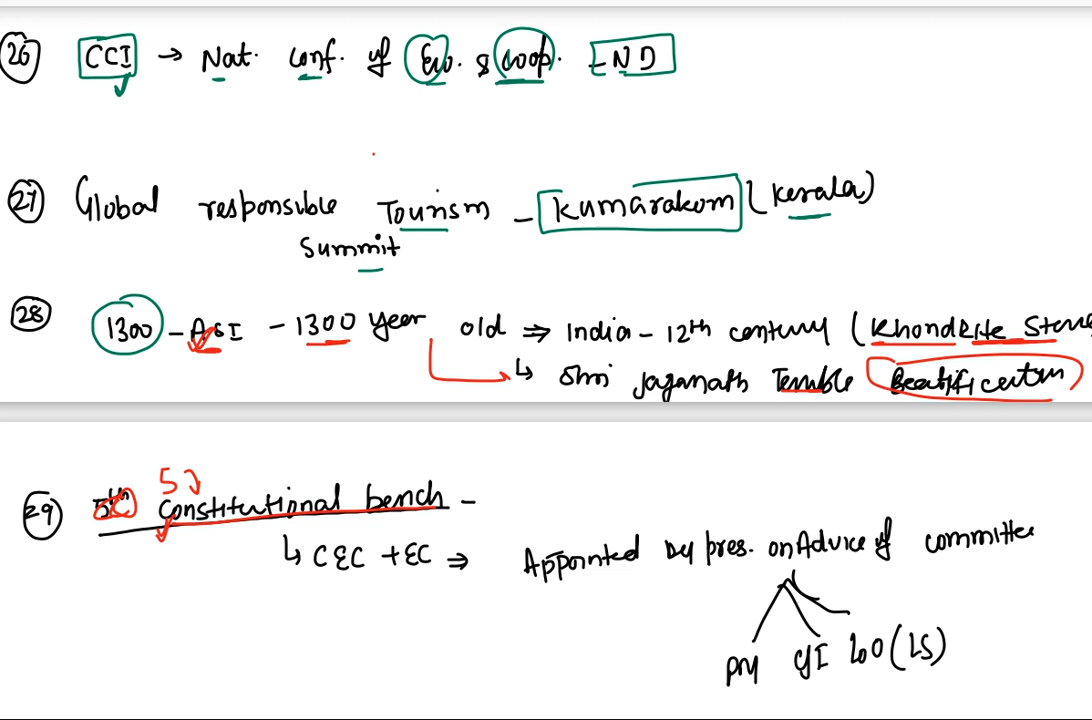 26 CCI → Nat. conf. of Eco. & Coop. - ND
27 Global responsible Tourism - Kumarakom (Kerala)
Summit
28 1300 - ASI - 1300 year old ⇒ India - 12th century (Khondalite Stone
↳ Shri Jaganath Temple Beatification
29 5J Constitutional bench -
↳ CEC + EC ⇒ Appointed by pres. on Advice of committee
PM CJI LOO (LS)